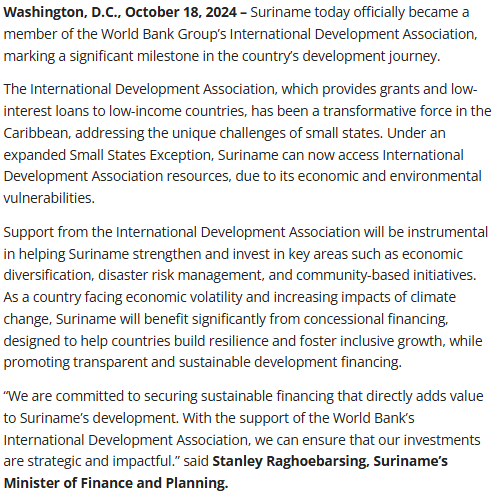 Washington, D.C., October 18, 2024 – Suriname today officially became a
member of the World Bank Group's International Development Association,
marking a significant milestone in the country's development journey.
The International Development Association, which provides grants and low-
interest loans to low-income countries, has been a transformative force in the
Caribbean, addressing the unique challenges of small states. Under an
expanded Small States Exception, Suriname can now access International
Development Association resources, due to its economic and environmental
vulnerabilities.
Support from the International Development Association will be instrumental
in helping Suriname strengthen and invest in key areas such as economic
diversification, disaster risk management, and community-based initiatives.
As a country facing economic volatility and increasing impacts of climate
change, Suriname will benefit significantly from concessional financing,
designed to help countries build resilience and foster inclusive growth, while
promoting transparent and sustainable development financing.
“We are committed to securing sustainable financing that directly adds value
to Suriname's development. With the support of the World Bank's
International Development Association, we can ensure that our investments
are strategic and impactful.” said Stanley Raghoebarsing, Suriname's
Minister of Finance and Planning.